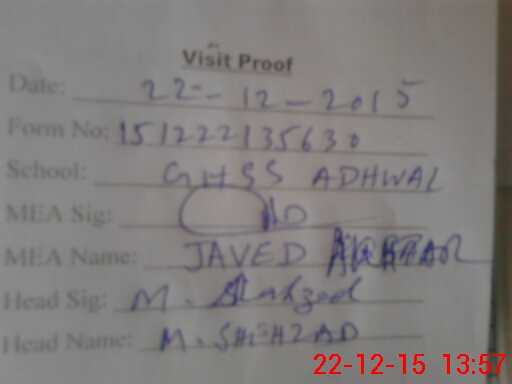 Visit Proof
Date: 22-12-2015
Form No: 151222135630
School: GHSS ADHWAL
MEA Sig:
MEA Name: JAVED
Head Sig: M. Shahzad
Head Name: M. SHEHZAD
22-12-15 13:57